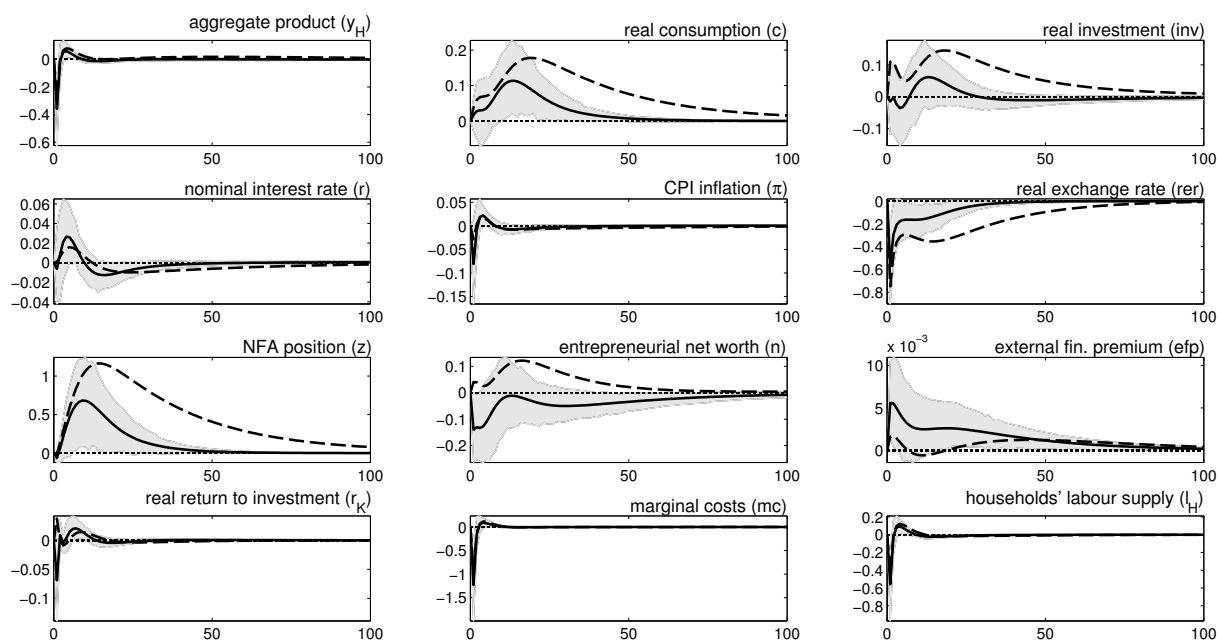 aggregate product (y_H)
0
−0.2
−0.4
−0.6
0 50 100
real consumption (c)
0.2
0.1
0
0 50 100
real investment (inv)
0.1
0
−0.1
0 50 100
nominal interest rate (r)
0.06
0.04
0.02
0
−0.02
−0.04
0 50 100
CPI inflation (π)
0.05
0
−0.05
−0.1
−0.15
0 50 100
real exchange rate (rer)
0
−0.2
−0.4
−0.6
−0.8
0 50 100
NFA position (z)
1
0.5
0
0 50 100
entrepreneurial net worth (n)
0.1
0
−0.1
−0.2
0 50 100
x 10⁻³
external fin. premium (efp)
10
5
0
0 50 100
real return to investment (r_K)
0
−0.05
−0.1
0 50 100
marginal costs (mc)
0
−0.5
−1
−1.5
0 50 100
households' labour supply (l_H)
0.2
0
−0.2
−0.4
−0.6
−0.8
0 50 100